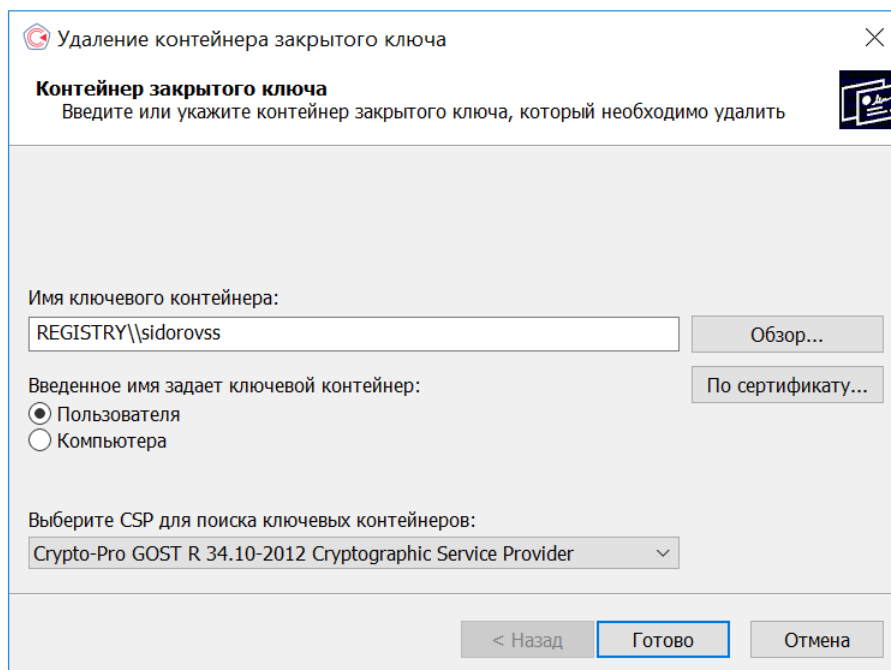 Удаление контейнера закрытого ключа
Контейнер закрытого ключа
Введите или укажите контейнер закрытого ключа, который необходимо удалить
Имя ключевого контейнера:
REGISTRY\\sidorovss
Обзор...
Введенное имя задает ключевой контейнер:
По сертификату...
Пользователя
Компьютера
Выберите CSP для поиска ключевых контейнеров:
Crypto-Pro GOST R 34.10-2012 Cryptographic Service Provider
< Назад
Готово
Отмена